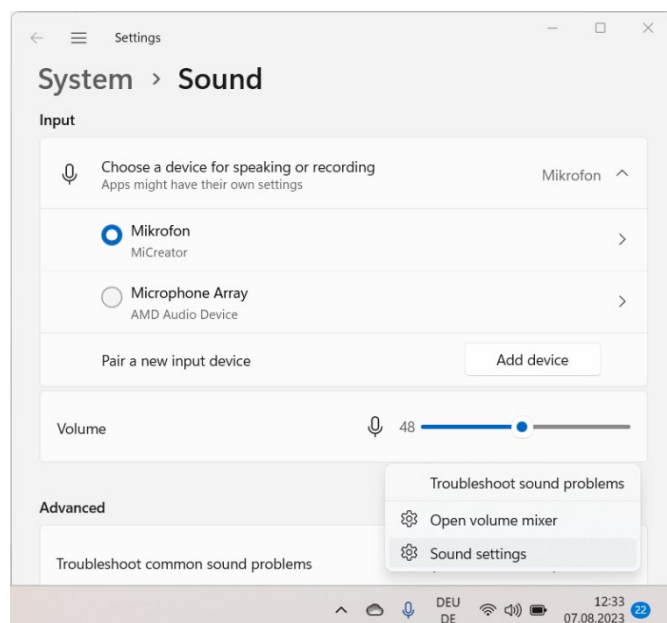 Settings
System > Sound
Input
Choose a device for speaking or recording
Apps might have their own settings
Mikrofon
Mikrofon
MiCreator
Microphone Array
AMD Audio Device
Pair a new input device
Add device
Volume
48
Troubleshoot sound problems
Advanced
Open volume mixer
Sound settings
Troubleshoot common sound problems
DEU
DE
12:33
07.08.2023
22